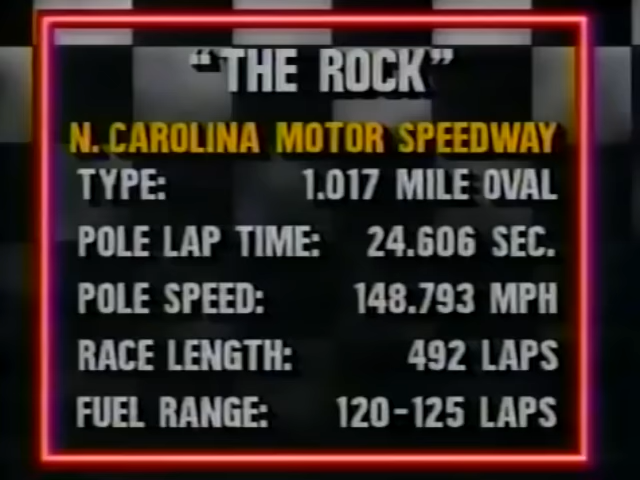 "THE ROCK"
N. CAROLINA MOTOR SPEEDWAY
TYPE: 1.017 MILE OVAL
POLE LAP TIME: 24.606 SEC.
POLE SPEED: 148.793 MPH
RACE LENGTH: 492 LAPS
FUEL RANGE: 120-125 LAPS